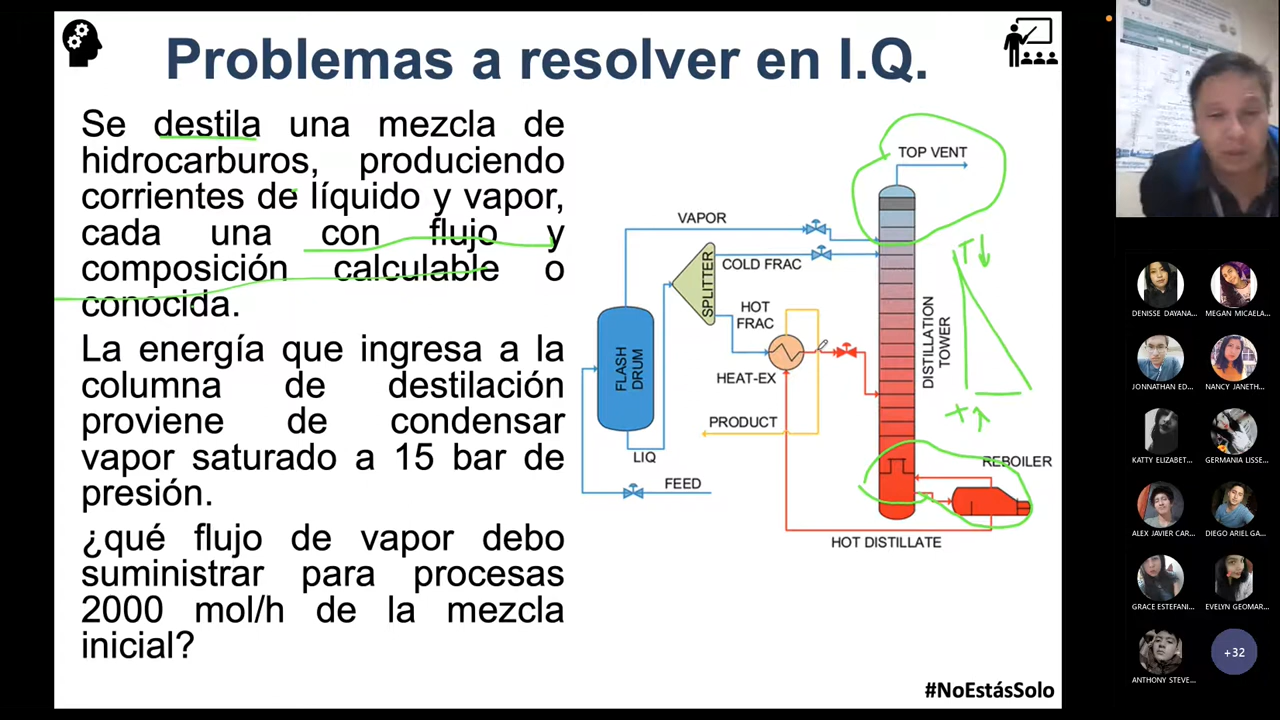 Problemas a resolver en I.Q.
Se destila una mezcla de
hidrocarburos, produciendo
corrientes de líquido y vapor,
cada una con flujo y
composición calculable o
conocida.
La energía que ingresa a la
columna de destilación
proviene de condensar
vapor saturado a 15 bar de
presión.
¿qué flujo de vapor debo
suministrar para procesas
2000 mol/h de la mezcla
inicial?
TOP VENT
VAPOR
COLD FRAC
SPLITTER
HOT
FRAC
HEAT-EX
FLASH
DRUM
PRODUCT
LIQ
FEED
DISTILLATION
TOWER
REBOILER
HOT DISTILLATE
T↓
+↑
#NoEstásSolo
DENISSE DAYANA...
MEGAN MICAELA...
JONNATHAN ED...
NANCY JANETH...
KATTY ELIZABET...
GERMANIA LISSE...
ALEX JAVIER CAR...
DIEGO ARIEL GA...
GRACE ESTEFANI...
EVELYN GEOMAR...
ANTHONY STEVE...
+32